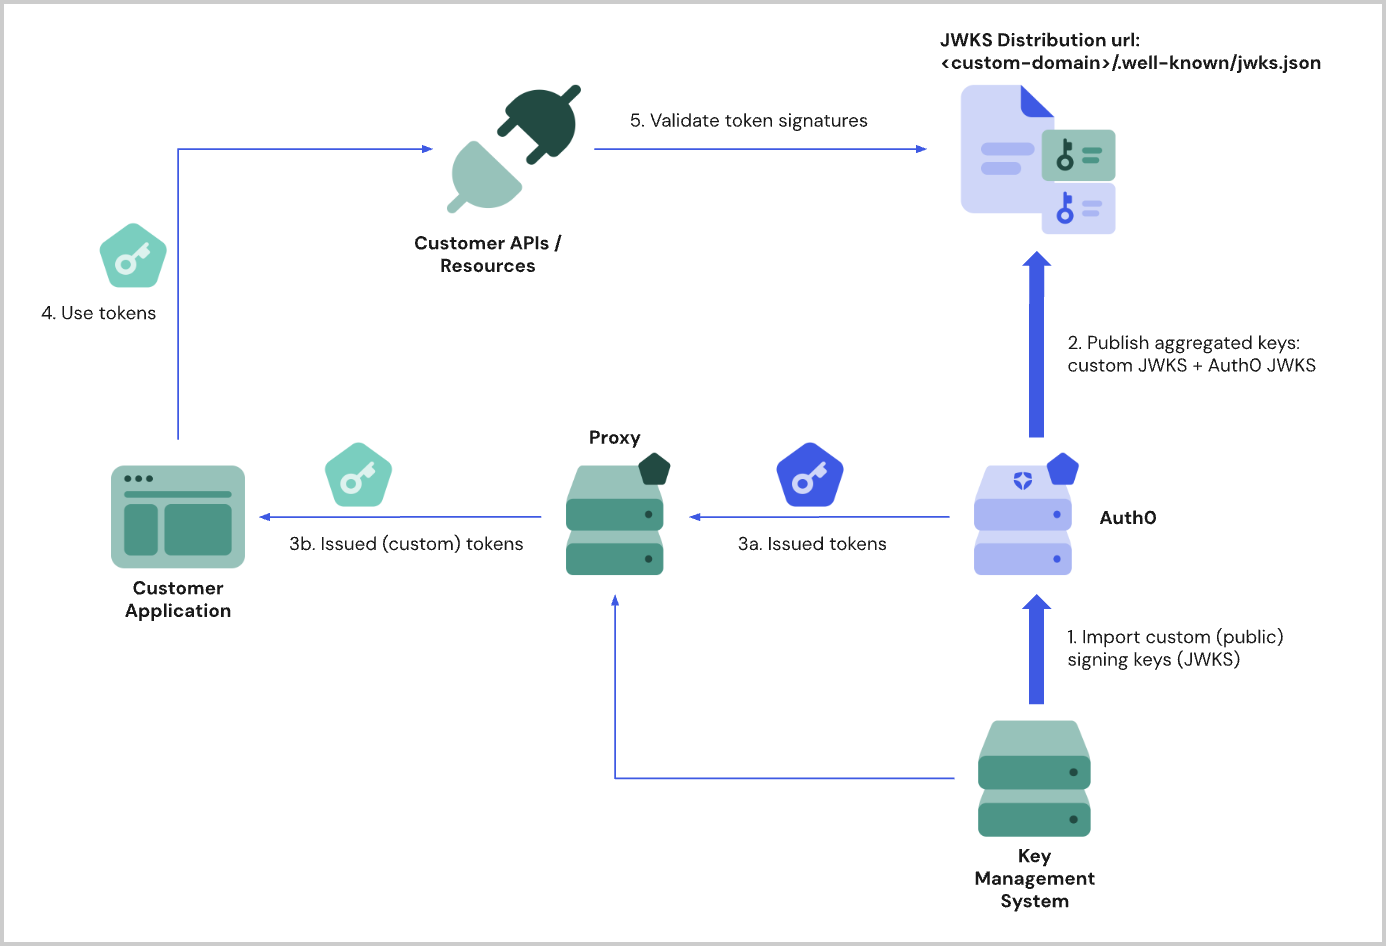 JWKS Distribution url:
<custom-domain>/.well-known/jwks.json
5. Validate token signatures
Customer APIs /
Resources
4. Use tokens
2. Publish aggregated keys:
custom JWKS + Auth0 JWKS
Proxy
Auth0
3b. Issued (custom) tokens
3a. Issued tokens
Customer
Application
1. Import custom (public)
signing keys (JWKS)
Key
Management
System